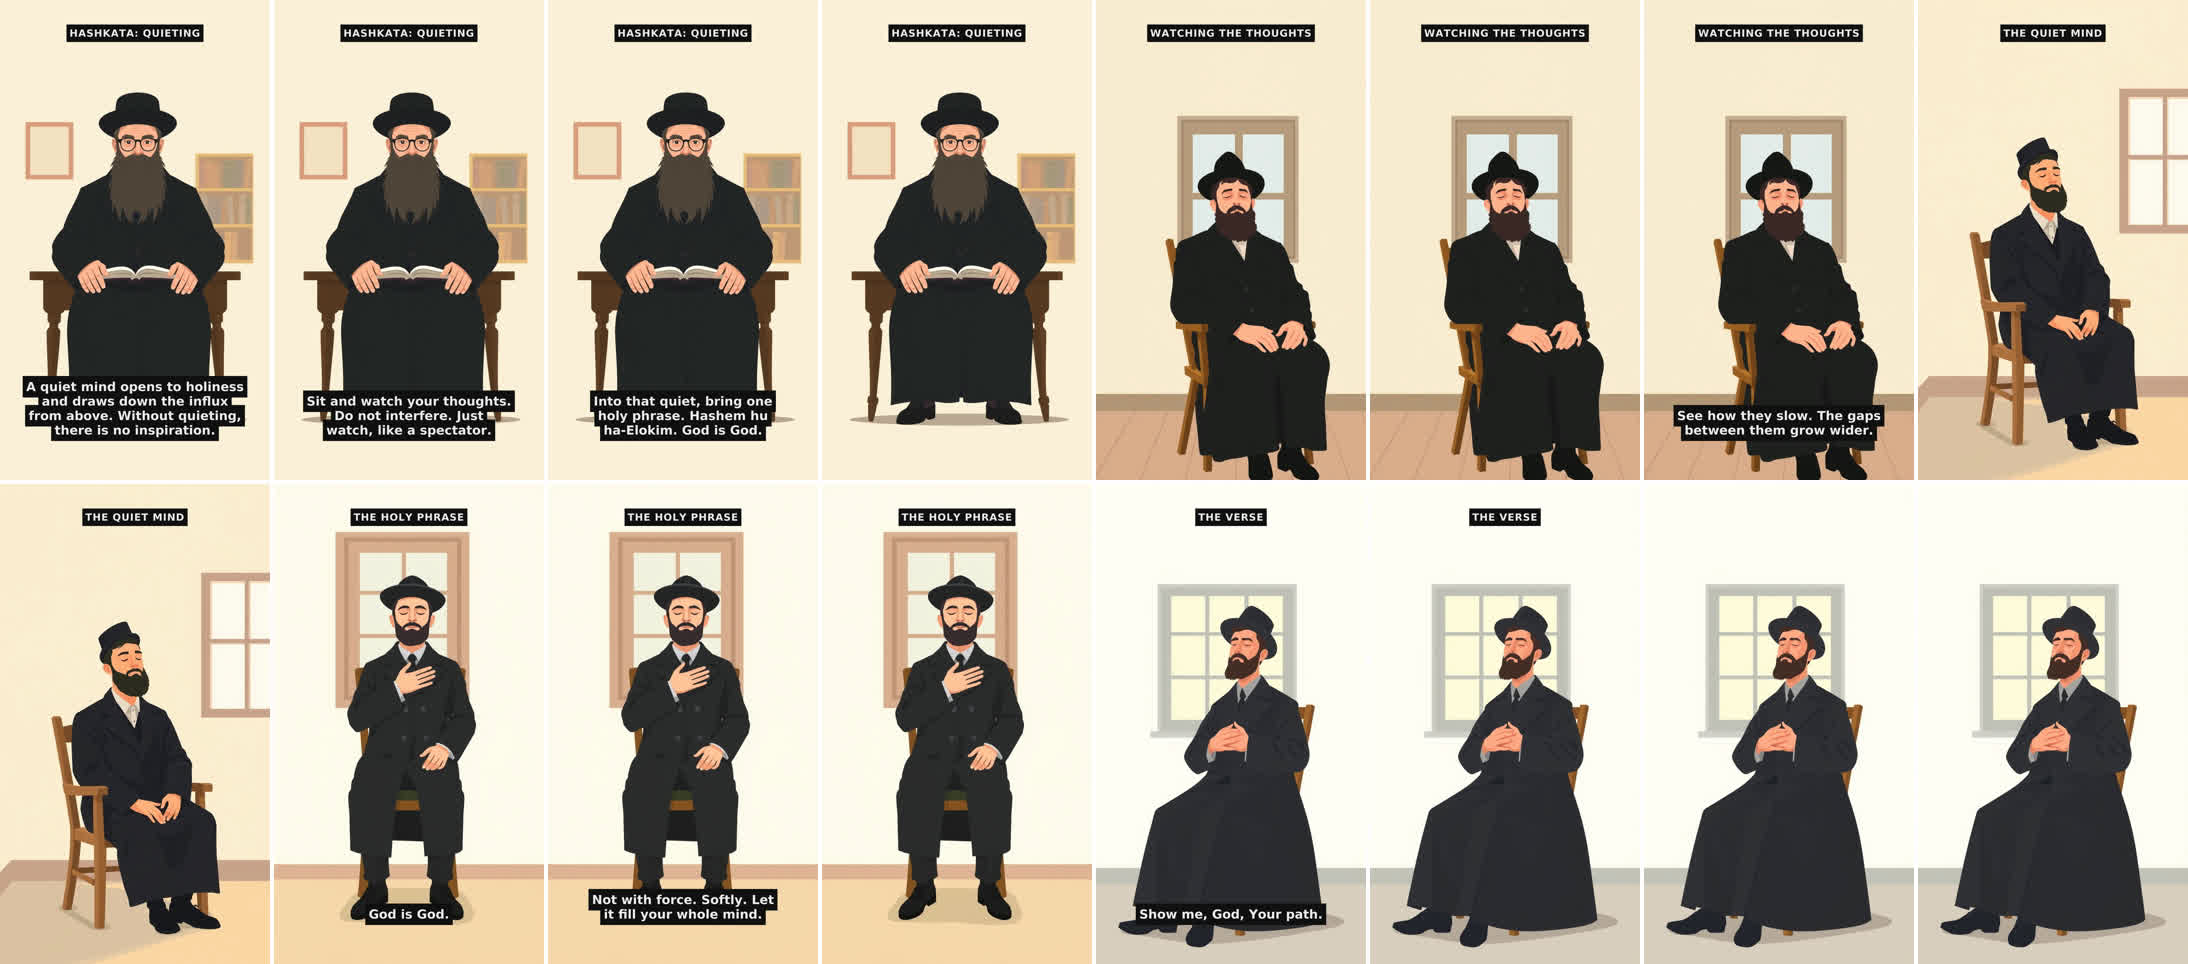 HASHKATA: QUIETING
A quiet mind opens to holiness
and draws down the influx
from above. Without quieting,
there is no inspiration.
HASHKATA: QUIETING
Sit and watch your thoughts.
Do not interfere. Just
watch, like a spectator.
HASHKATA: QUIETING
Into that quiet, bring one
holy phrase. Hashem hu
ha-Elokim. God is God.
HASHKATA: QUIETING
WATCHING THE THOUGHTS
WATCHING THE THOUGHTS
WATCHING THE THOUGHTS
See how they slow. The gaps
between them grow wider.
THE QUIET MIND
THE QUIET MIND
THE HOLY PHRASE
God is God.
THE HOLY PHRASE
Not with force. Softly. Let
it fill your whole mind.
THE HOLY PHRASE
THE VERSE
Show me, God, Your path.
THE VERSE